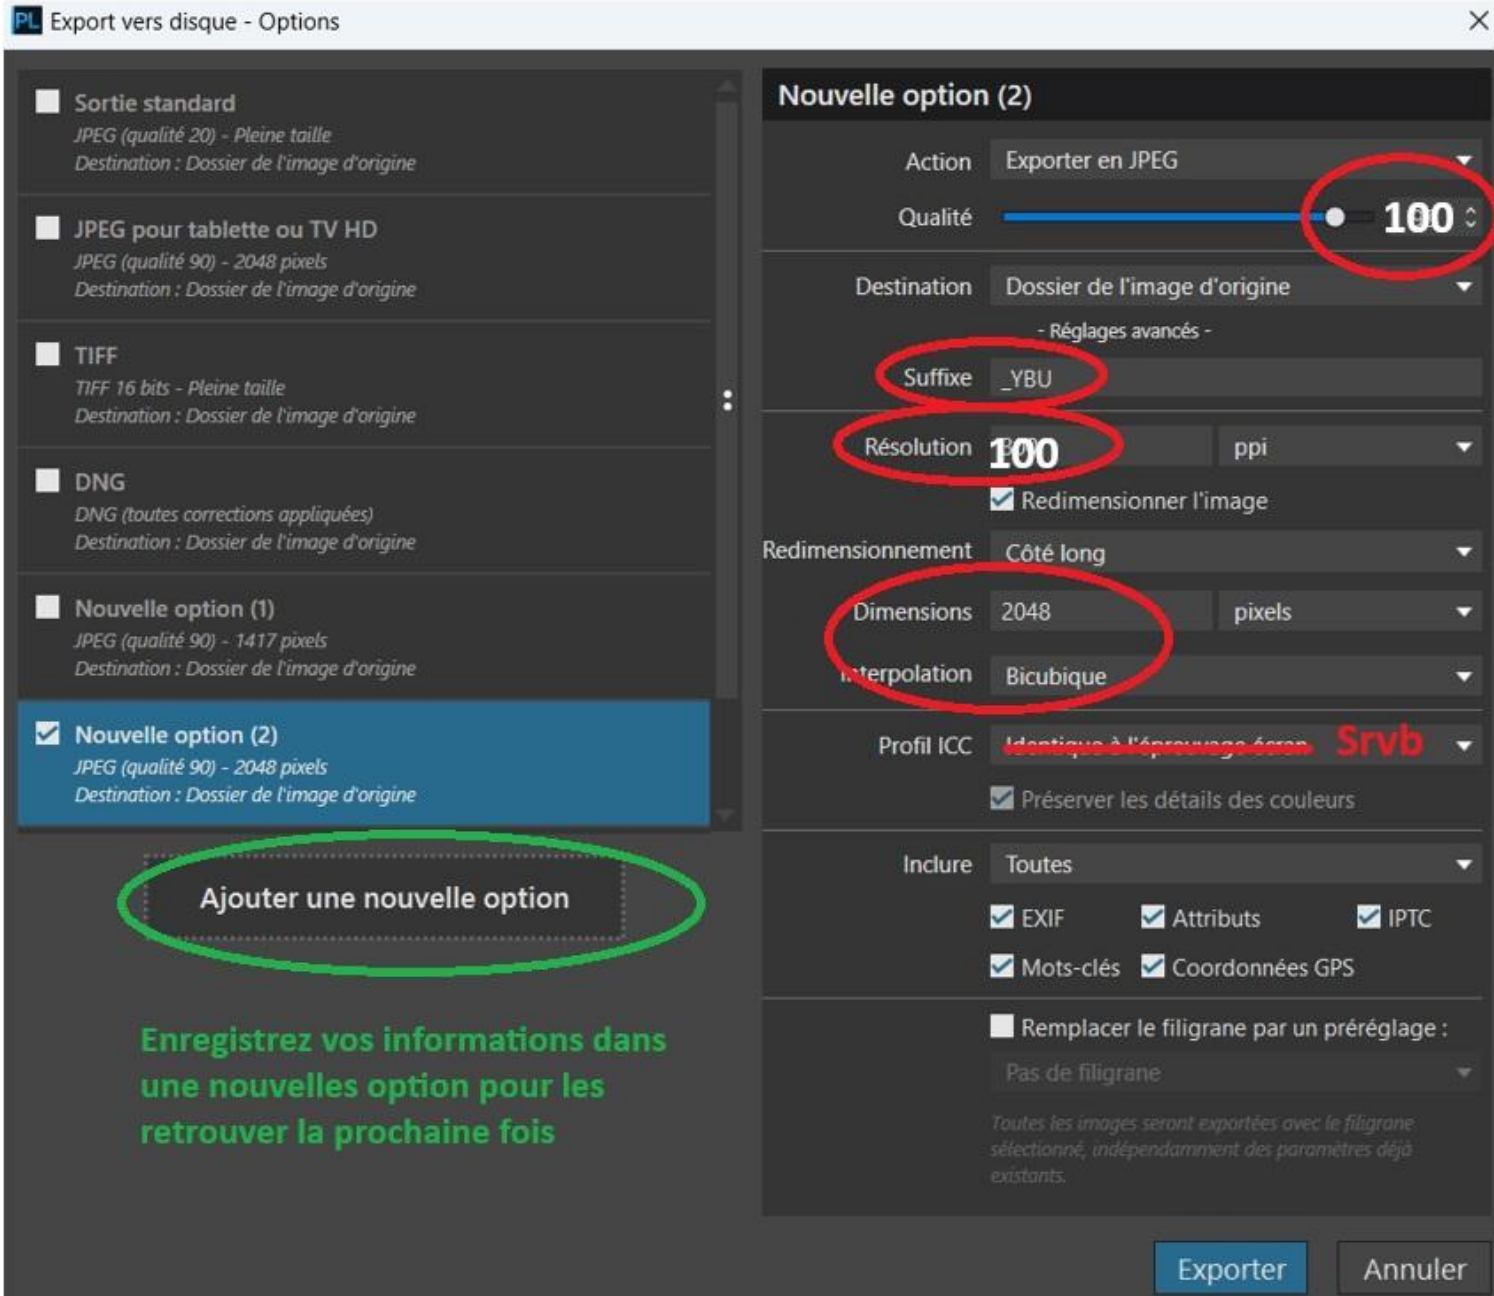 PL Export vers disque - Options
Sortie standard
JPEG (qualité 20) - Pleine taille
Destination : Dossier de l'image d'origine
JPEG pour tablette ou TV HD
JPEG (qualité 90) - 2048 pixels
Destination : Dossier de l'image d'origine
TIFF
TIFF 16 bits - Pleine taille
Destination : Dossier de l'image d'origine
DNG
DNG (toutes corrections appliquées)
Destination : Dossier de l'image d'origine
Nouvelle option (1)
JPEG (qualité 90) - 1417 pixels
Destination : Dossier de l'image d'origine
Nouvelle option (2)
JPEG (qualité 90) - 2048 pixels
Destination : Dossier de l'image d'origine
Ajouter une nouvelle option
Enregistrez vos informations dans
une nouvelles option pour les
retrouver la prochaine fois
Nouvelle option (2)
Action Exporter en JPEG
Qualité 100
Destination Dossier de l'image d'origine
- Réglages avancés -
Suffixe _YBU
Résolution 100 ppi
Redimensionner l'image
Redimensionnement Côté long
Dimensions 2048 pixels
Interpolation Bicubique
Profil ICC Identique à l'épreuvage écran Srvb
Préserver les détails des couleurs
Inclure Toutes
EXIF Attributs IPTC
Mots-clés Coordonnées GPS
Remplacer le filigrane par un préréglage :
Pas de filigrane
Toutes les images seront exportées avec le filigrane
sélectionné, indépendamment des paramètres déjà
existants.
Exporter Annuler